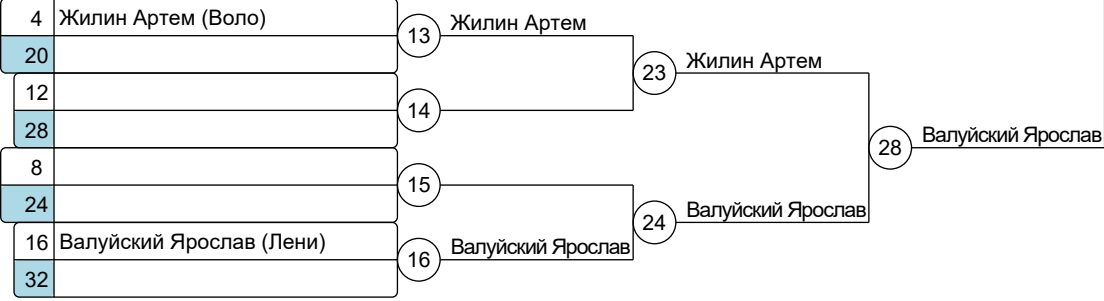 4 Жилин Артем (Воло)
20
13 Жилин Артем
23 Жилин Артем
12
28
14
28 Валуйский Ярослав
8
24
15
24 Валуйский Ярослав
16 Валуйский Ярослав (Лени)
32
16 Валуйский Ярослав